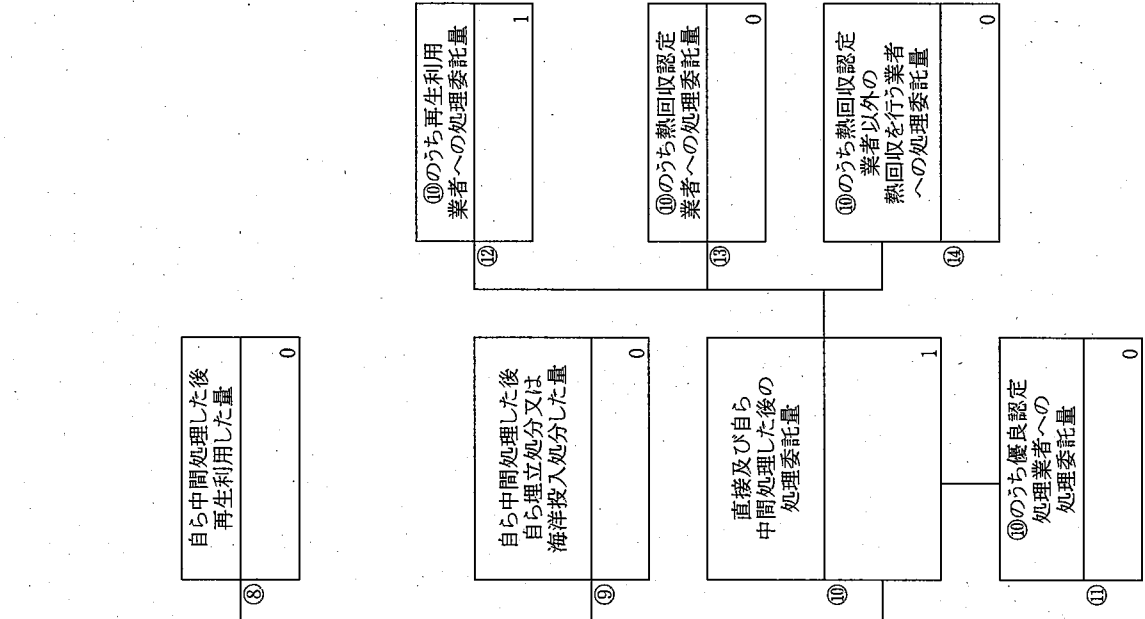 ⑧
自ら中間処理した後
再生利用した量
0
⑨
自ら中間処理した後
自ら埋立処分又は
海洋投入処分した量
0
⑩
直接及び自ら
中間処理した後の
処理委託量
1
⑪
⑩のうち優良認定
処理業者への
処理委託量
0
⑫
⑩のうち再生利用
業者への処理委託量
1
⑬
⑩のうち熱回収認定
業者への処理委託量
0
⑭
⑩のうち熱回収認定
業者以外の
熱回収を行う業者
への処理委託量
0